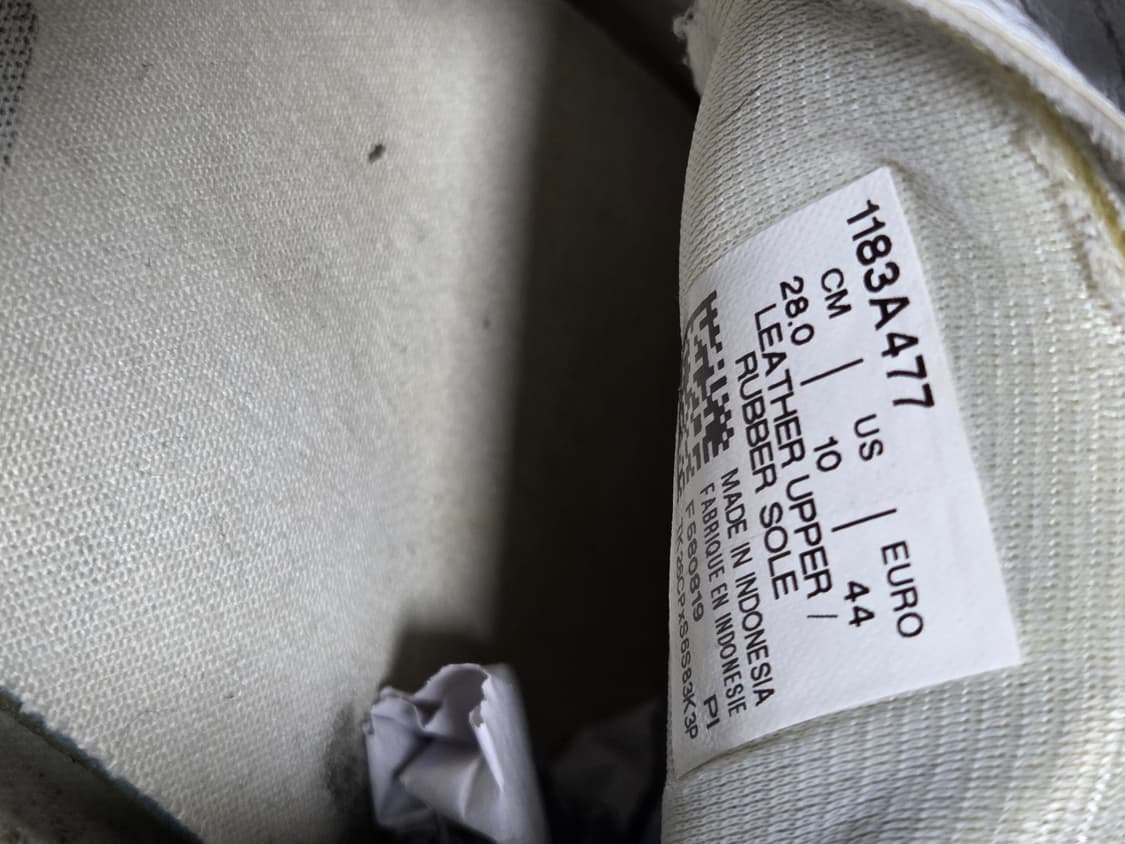 1183A477
CM | US | EURO
28.0 | 10 | 44
LEATHER UPPER /
RUBBER SOLE
MADE IN INDONESIA
FABRIQUE EN INDONESIE
F580819 PI